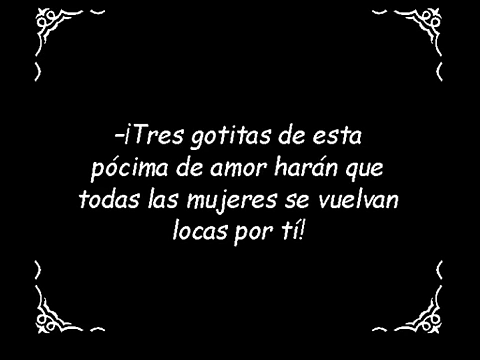 –¡Tres gotitas de esta
pócima de amor harán que
todas las mujeres se vuelvan
locas por tí!